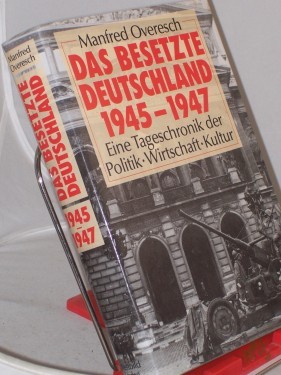 Manfred Overesch
DAS BESETZTE
DEUTSCHLAND
1945–1947
Eine Tageschronik der
Politik·Wirtschaft·Kultur
Manfred
Overesch
DAS BESETZTE
DEUTSCHLAND
1945
–
1947